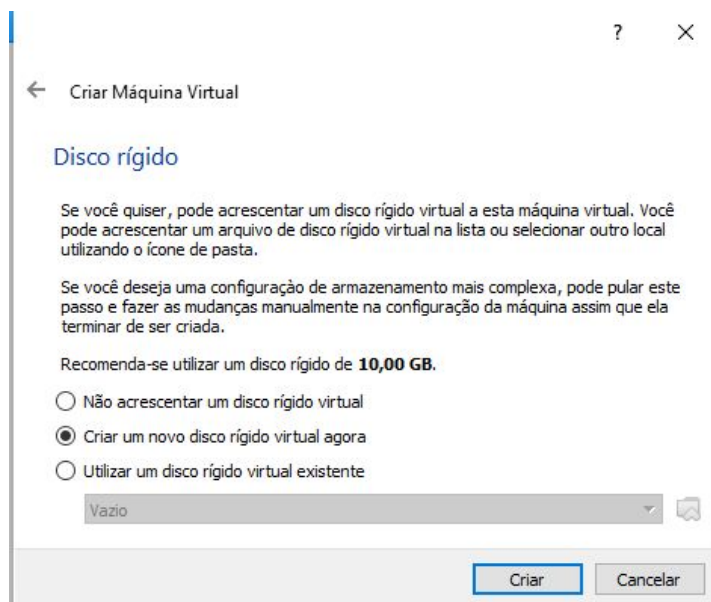 ?
Criar Máquina Virtual
Disco rígido
Se você quiser, pode acrescentar um disco rígido virtual a esta máquina virtual. Você
pode acrescentar um arquivo de disco rígido virtual na lista ou selecionar outro local
utilizando o ícone de pasta.
Se você deseja uma configuraçào de armazenamento mais complexa, pode pular este
passo e fazer as mudanças manualmente na configuração da máquina assim que ela
terminar de ser criada.
Recomenda-se utilizar um disco rígido de 10,00 GB.
Não acrescentar um disco rígido virtual
Criar um novo disco rígido virtual agora
Utilizar um disco rígido virtual existente
Vazio
Criar Cancelar